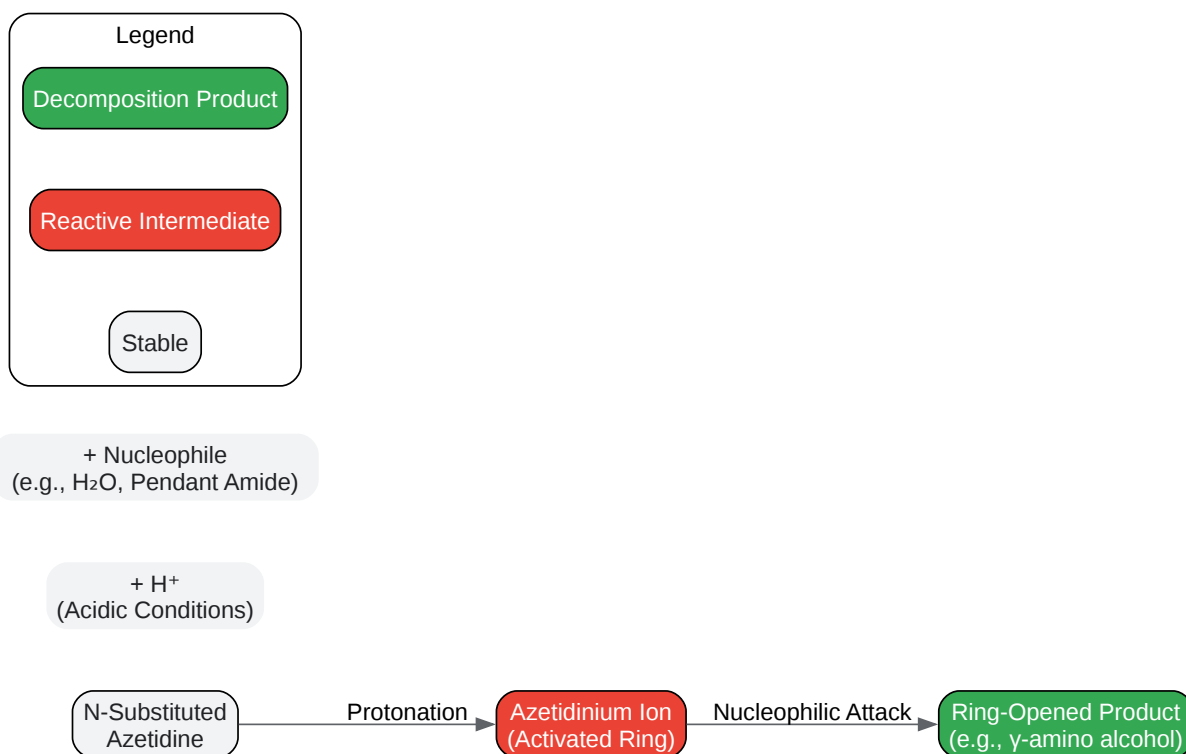 Legend
Decomposition Product
Reactive Intermediate
Stable
+ Nucleophile
(e.g., H₂O, Pendant Amide)
+ H⁺
(Acidic Conditions)
N-Substituted
Azetidine
Protonation
Azetidinium Ion
(Activated Ring)
Nucleophilic Attack
Ring-Opened Product
(e.g., γ-amino alcohol)